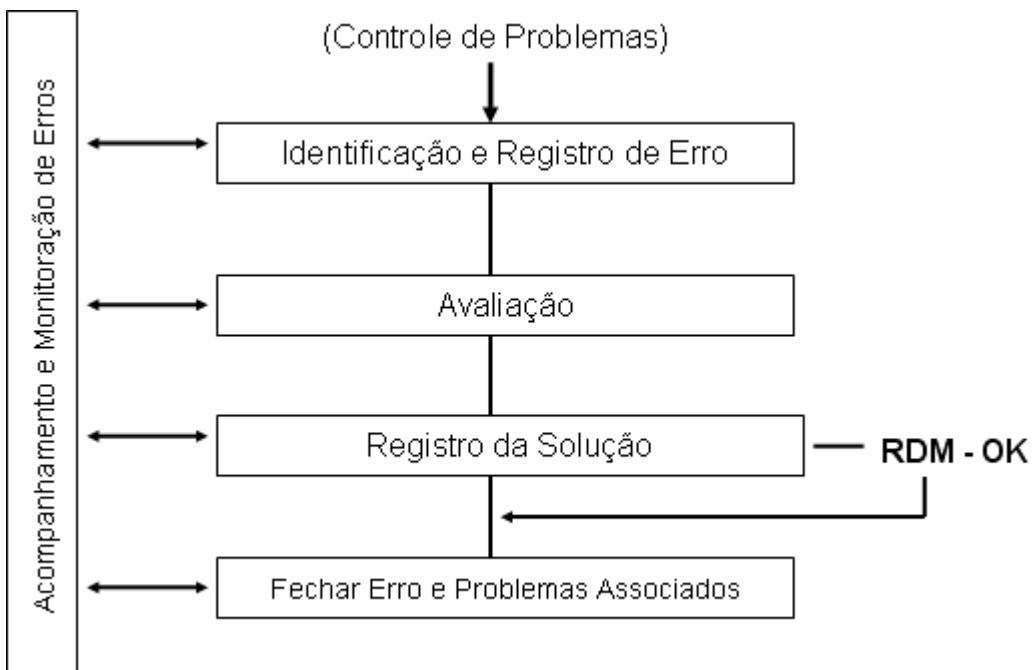 (Controle de Problemas)
Acompanhamento e Monitoração de Erros
Identificação e Registro de Erro
Avaliação
Registro da Solução
RDM - OK
Fechar Erro e Problemas Associados